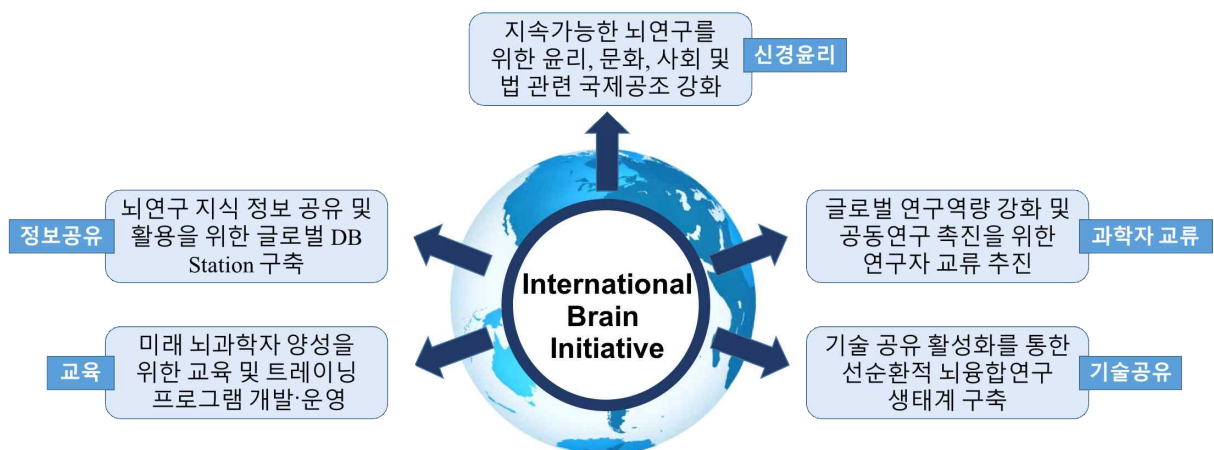 지속가능한 뇌연구를
위한 윤리, 문화, 사회 및
법 관련 국제공조 강화
신경윤리
정보공유
뇌연구 지식 정보 공유 및
활용을 위한 글로벌 DB
Station 구축
글로벌 연구역량 강화 및
공동연구 촉진을 위한
연구자 교류 추진
과학자 교류
International
Brain
Initiative
교육
미래 뇌과학자 양성을
위한 교육 및 트레이닝
프로그램 개발·운영
기술 공유 활성화를 통한
선순환적 뇌융합연구
생태계 구축
기술공유